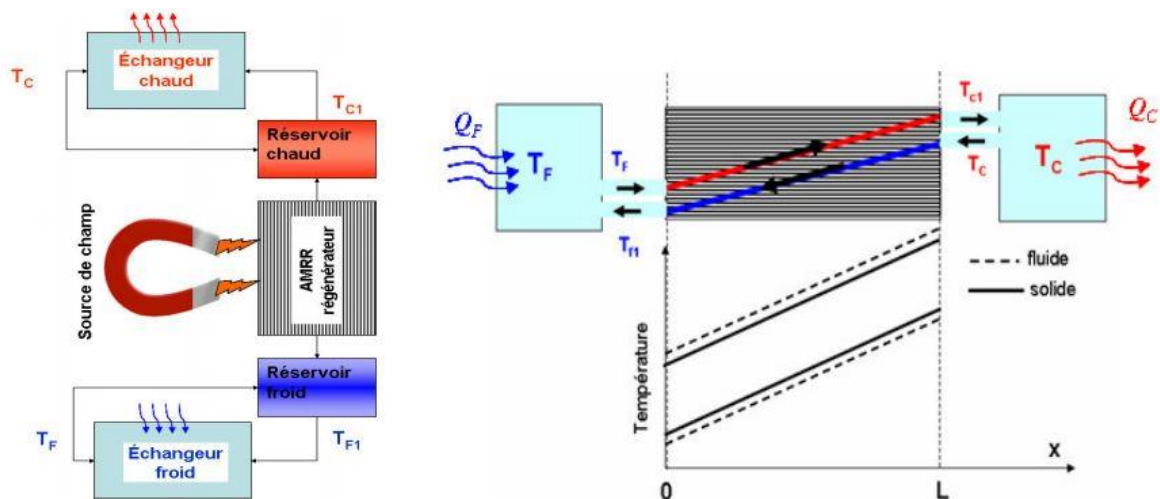 Échangeur
chaud
T_C
T_C1
Réservoir
chaud
Source de champ
AMRR
régénérateur
Réservoir
froid
T_F
T_F1
Échangeur
froid
Q_F
T_F
T_F
T_f1
T_c1
T_C
T_C
Q_C
fluide
solide
Température
X
0
L